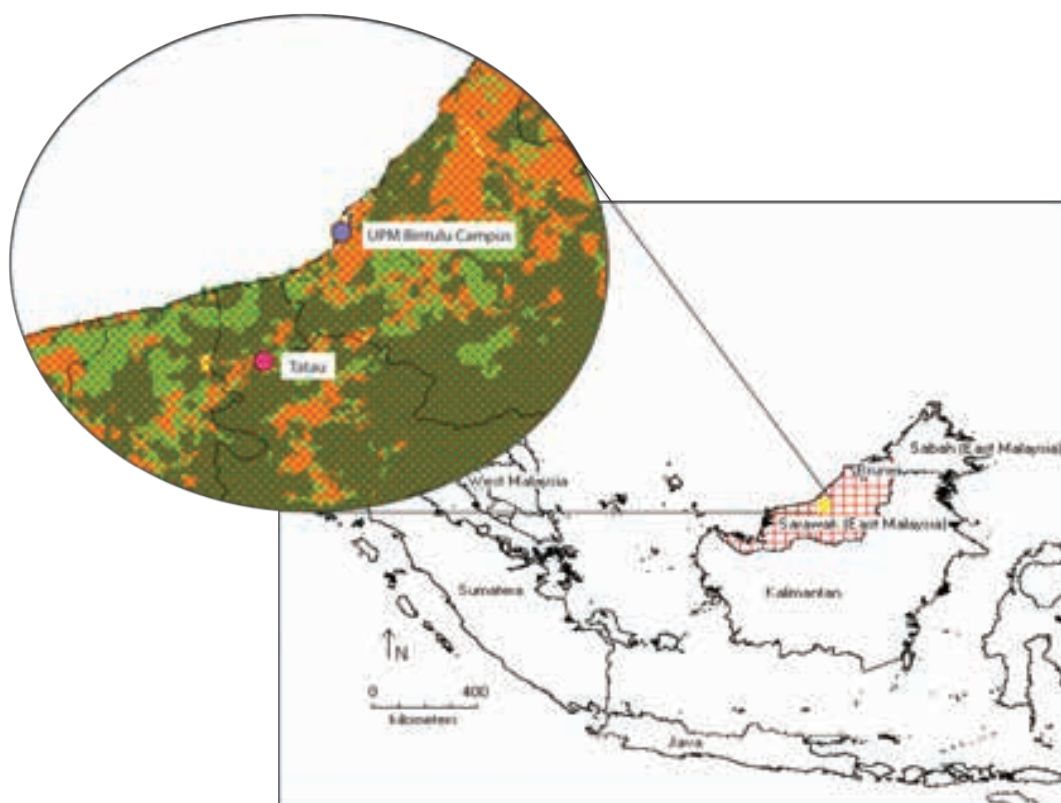 UPM Bintulu Campus
Tatau
Sabah (East Malaysia)
Brunei
West Malaysia
Sarawak (East Malaysia)
Sumatera
Kalimantan
N
0 400
kilometers
Java